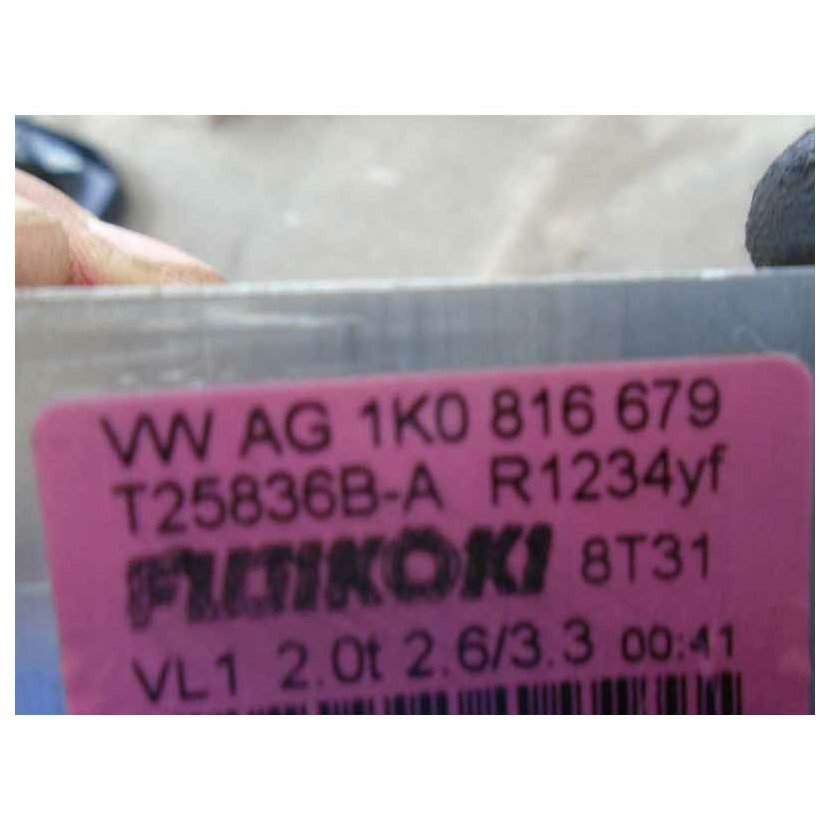 VW AG 1K0 816 679
T25836B-A R1234yf
FUJIKOKI 8T31
VL1 2.0t 2.6/3.3 00:41